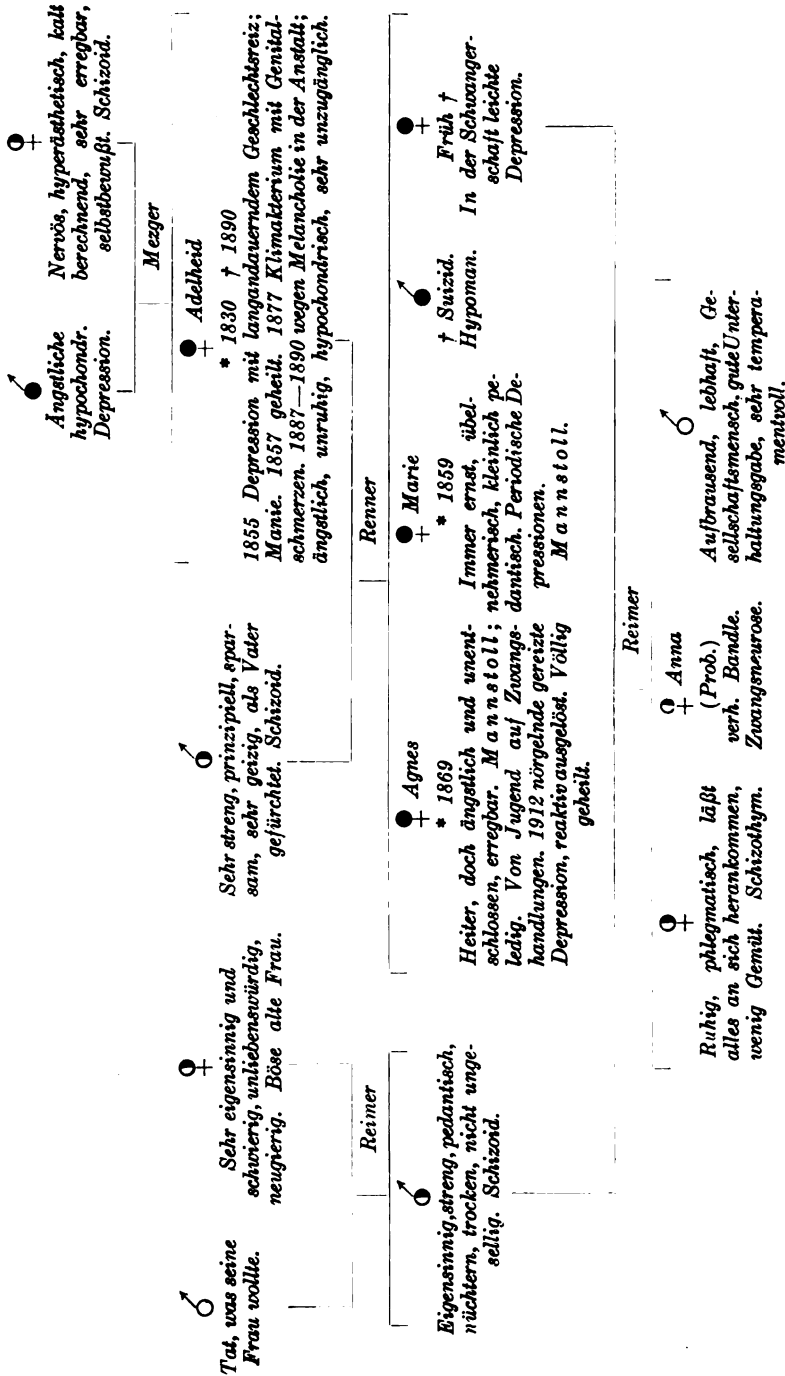 Ängstliche
hypochondr.
Depression.
Nervös, hyperästhetisch, kalt
berechnend, sehr erregbar,
selbstbewußt. Schizoid.
Mezger
Tat, was seine
Frau wollte.
Sehr eigensinnig und
schwierig, unliebenswürdig,
neugierig. Böse alte Frau.
Sehr streng, prinzipiell, spar-
sam, sehr geizig, als Vater
gefürchtet. Schizoid.
Adelheid
* 1830 † 1890
1855 Depression mit langandauerndem Geschlechtsreiz;
Manie. 1857 geheilt. 1877 Klimakterium mit Genital-
schmerzen. 1887—1890 wegen Melancholie in der Anstalt;
ängstlich, unruhig, hypochondrisch, sehr unzugänglich.
Reimer
Renner
Eigensinnig, streng, pedantisch,
nüchtern, trocken, nicht unge-
sellig. Schizoid.
Agnes
* 1869
Heiter, doch ängstlich und unent-
schlossen, erregbar. Mannstoll;
ledig. Von Jugend auf Zwangs-
handlungen. 1912 nörgelnde gereizte
Depression, reaktiv ausgelöst. Völlig
geheilt.
Marie
* 1859
Immer ernst, übel-
nehmerisch, kleinlich pe-
dantisch. Periodische De-
pressionen.
Mannstoll.
† Suizid.
Hypoman.
Früh †
In der Schwanger-
schaft leichte
Depression.
Reimer
Ruhig, phlegmatisch, läßt
alles an sich herankommen,
wenig Gemüt. Schizothym.
Anna
(Prob.)
verh. Bandle.
Zwangsneurose.
Aufbrausend, lebhaft, Ge-
sellschaftsmensch, gute Unter-
haltungsgabe, sehr tempera-
mentvoll.